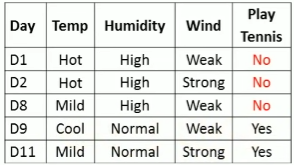 Day Temp Humidity Wind Play Tennis
D1 Hot High Weak No
D2 Hot High Strong No
D8 Mild High Weak No
D9 Cool Normal Weak Yes
D11 Mild Normal Strong Yes